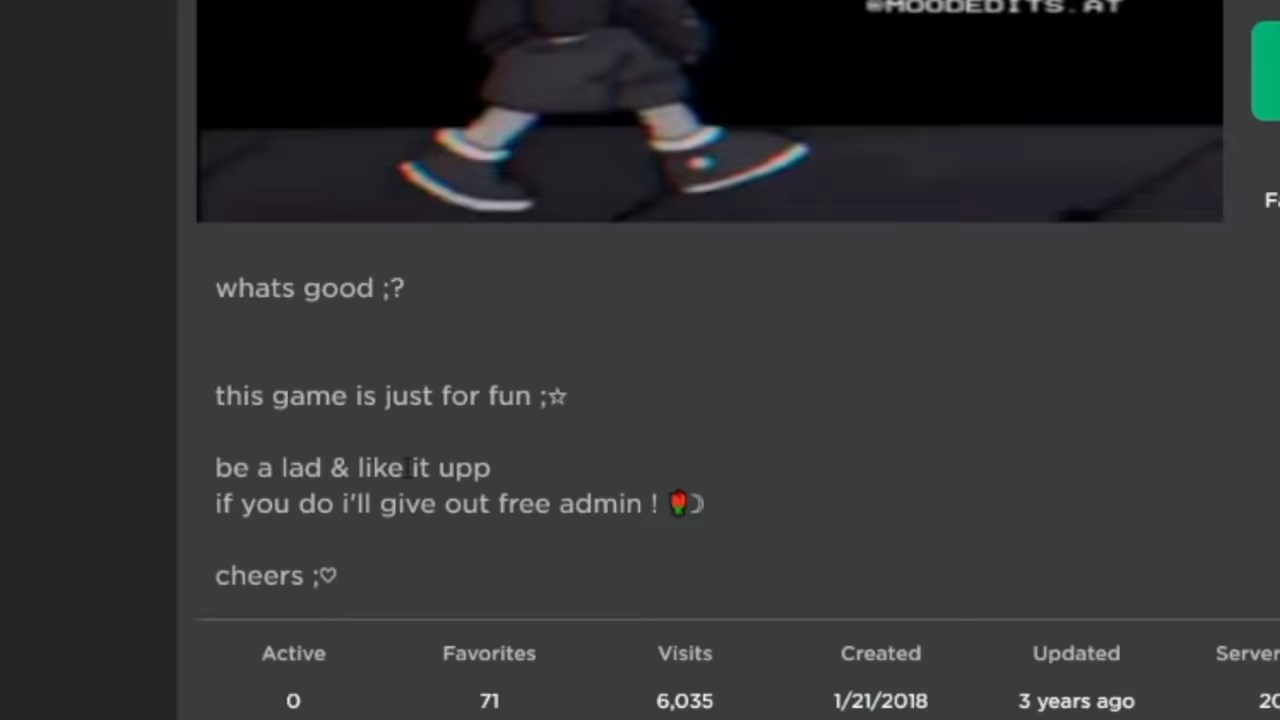 @MOODEDITS.AT
whats good ;?
this game is just for fun ;☆
be a lad & like it upp
if you do i'll give out free admin ! 🌹☽
cheers ;♡
Active Favorites Visits Created Updated
0 71 6,035 1/21/2018 3 years ago